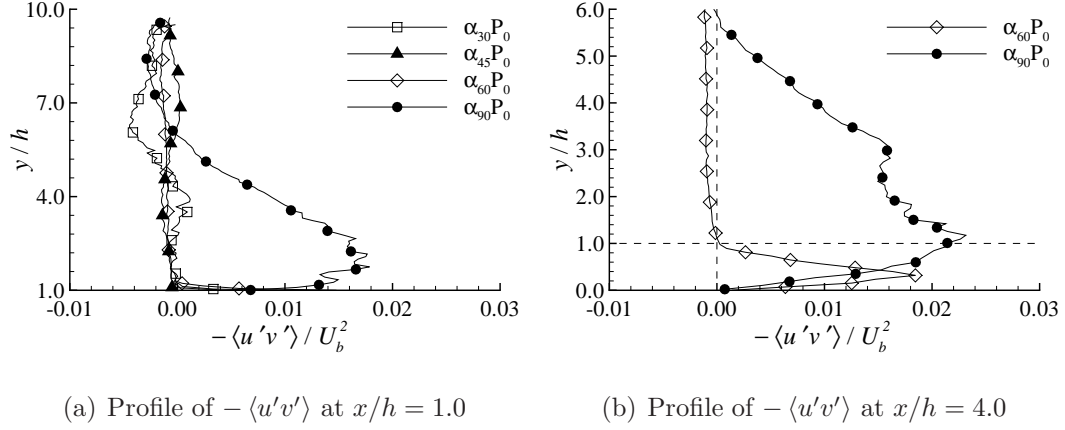 10.0
7.0
4.0
1.0
y / h
-0.01 0.00 0.01 0.02 0.03
− ⟨u′v′⟩ / U_b^2
α30P0
α45P0
α60P0
α90P0
6.0
5.0
4.0
3.0
2.0
1.0
0.0
y / h
-0.01 0.00 0.01 0.02 0.03
− ⟨u′v′⟩ / U_b^2
α60P0
α90P0
(a) Profile of − ⟨u′v′⟩ at x/h = 1.0
(b) Profile of − ⟨u′v′⟩ at x/h = 4.0